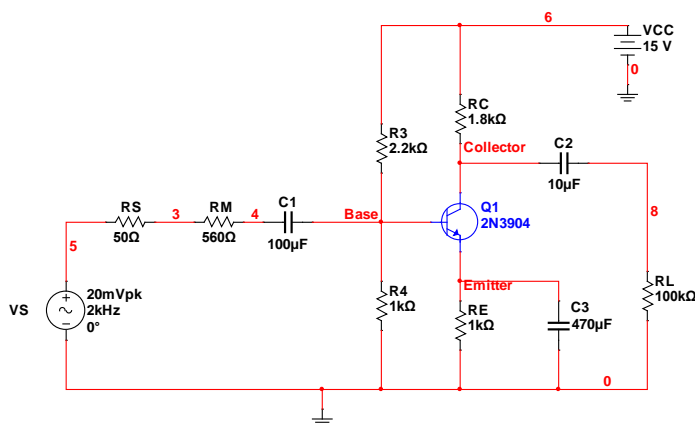 6
VCC
15 V
0
RC
1.8kΩ
R3
2.2kΩ
Collector
C2
10µF
Q1
2N3904
RS
50Ω
3
RM
560Ω
4
C1
100µF
Base
8
5
Emitter
R4
1kΩ
RE
1kΩ
C3
470µF
RL
100kΩ
VS
20mVpk
2kHz
0°
0